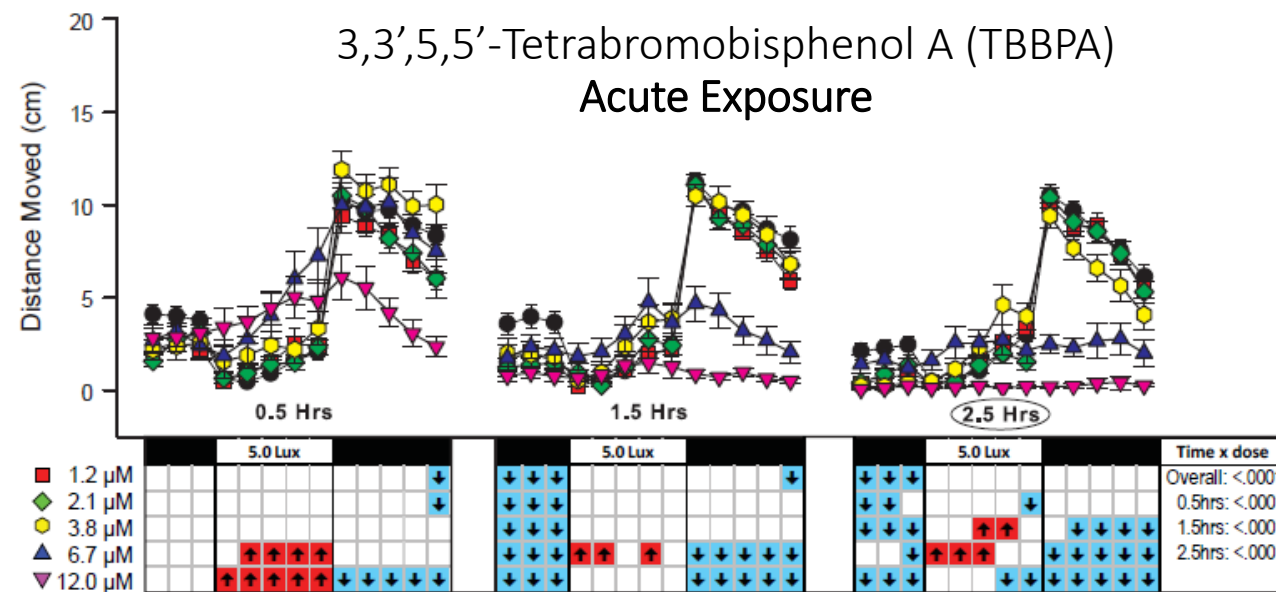 3,3’,5,5’-Tetrabromobisphenol A (TBBPA)
Acute Exposure
Distance Moved (cm)
20
15
10
5
0
0.5 Hrs
1.5 Hrs
2.5 Hrs
5.0 Lux
5.0 Lux
5.0 Lux
Time x dose
1.2 µM
2.1 µM
3.8 µM
6.7 µM
12.0 µM
Overall: <.000
0.5hrs: <.000
1.5hrs: <.000
2.5hrs: <.000